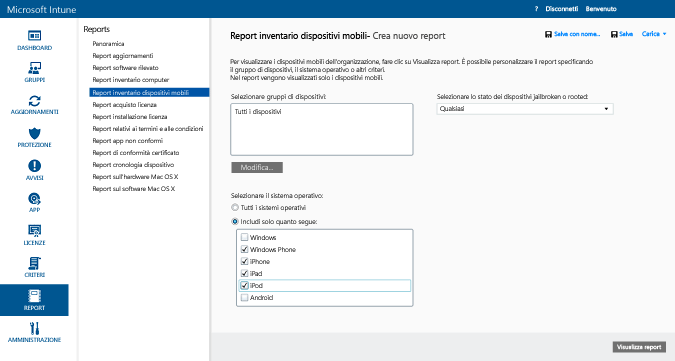 Microsoft Intune
? Disconnetti Benvenuto
DASHBOARD
GRUPPI
AGGIORNAMENTI
PROTEZIONE
AVVISI
APP
LICENZE
CRITERI
REPORT
AMMINISTRAZIONE
Reports
Panoramica
Report aggiornamenti
Report software rilevato
Report inventario computer
Report inventario dispositivi mobili
Report acquisto licenza
Report installazione licenza
Report relativi ai termini e alle condizioni
Report app non conformi
Report di conformità certificato
Report cronologia dispositivo
Report sull'hardware Mac OS X
Report sul software Mac OS X
Report inventario dispositivi mobili- Crea nuovo report
Salva con nome... Salva Carica
Per visualizzare i dispositivi mobili dell'organizzazione, fare clic su Visualizza report. È possibile personalizzare il report specificando
il gruppo di dispositivi, il sistema operativo o altri criteri.
Nel report vengono visualizzati solo i dispositivi mobili.
Selezionare gruppi di dispositivi:
Tutti i dispositivi
Modifica...
Selezionare lo stato dei dispositivi jailbroken o rooted:
Qualsiasi
Selezionare il sistema operativo:
Tutti i sistemi operativi
Includi solo quanto segue:
Windows
Windows Phone
iPhone
iPad
iPod
Android
Visualizza report